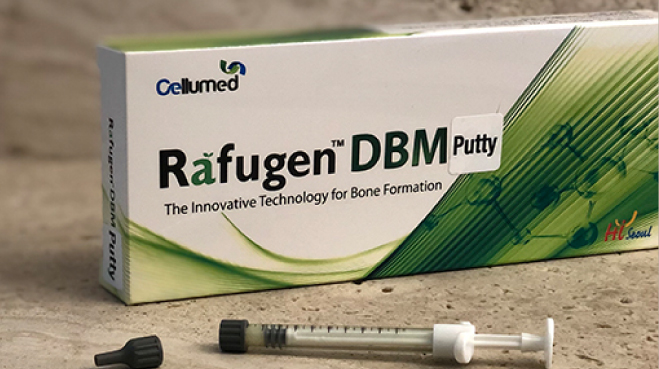 Cellumed
Răfugen™ DBM Putty
The Innovative Technology for Bone Formation
Hi Seoul
Rafugen DBM Putty